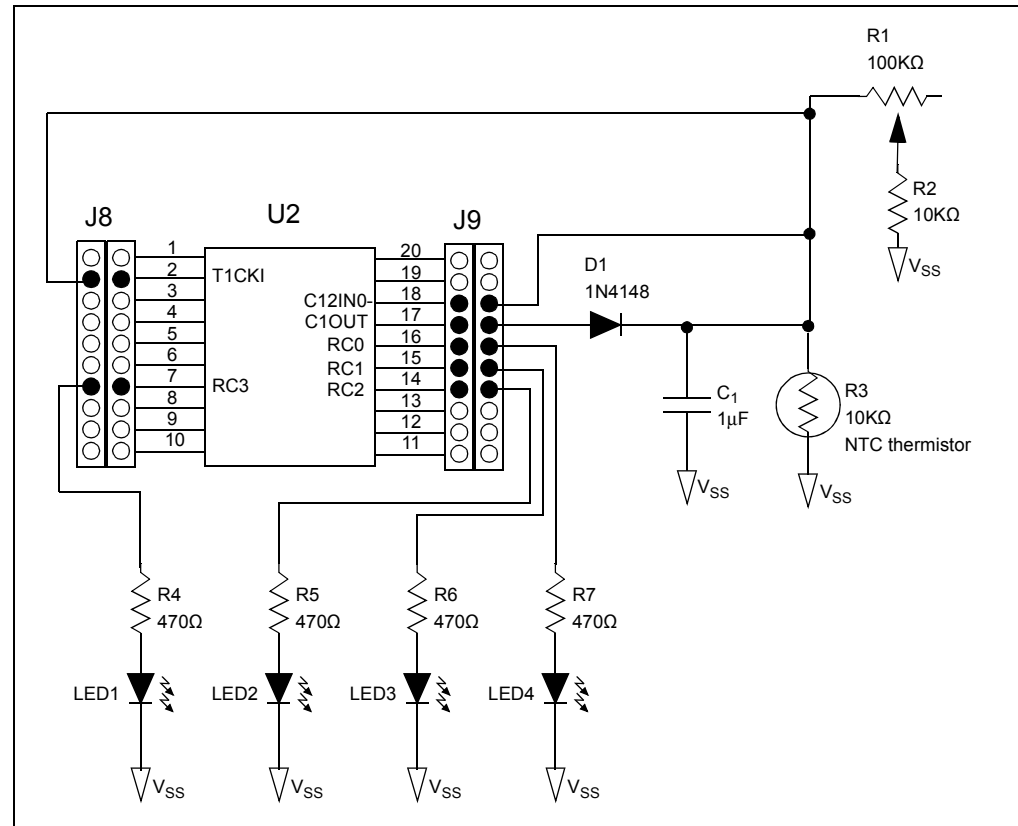 R1
100KΩ
R2
10KΩ
VSS
J8
U2
J9
1
2
3
4
5
6
7
8
9
10
T1CKI
RC3
C12IN0-
C1OUT
RC0
RC1
RC2
20
19
18
17
16
15
14
13
12
11
D1
1N4148
C1
1μF
VSS
R3
10KΩ
NTC thermistor
VSS
R4
470Ω
R5
470Ω
R6
470Ω
R7
470Ω
LED1
LED2
LED3
LED4
VSS
VSS
VSS
VSS